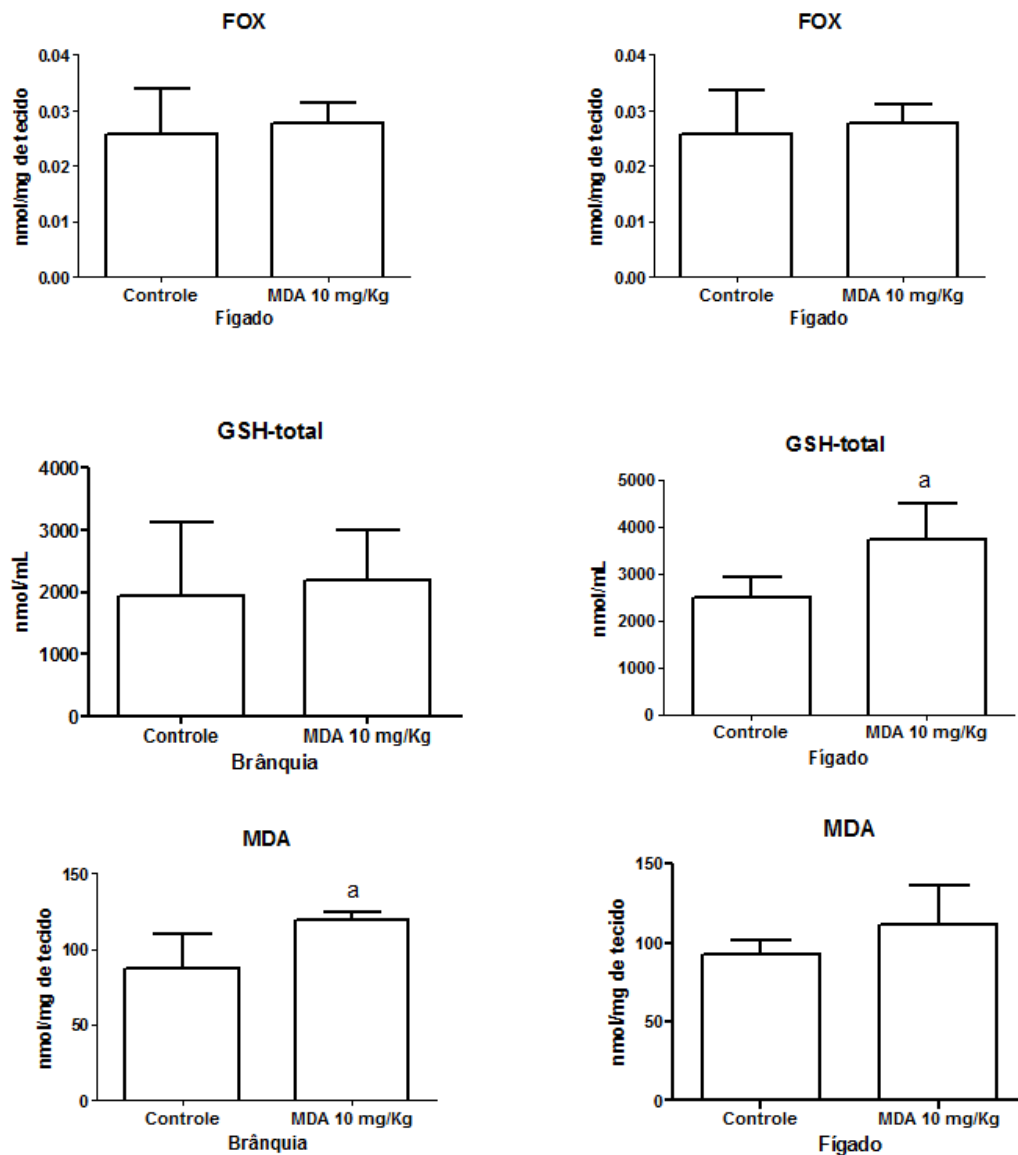 FOX
nmol/mg de tecido
0.04
0.03
0.02
0.01
0.00
Controle
MDA 10 mg/Kg
Fígado
FOX
nmol/mg de tecido
0.04
0.03
0.02
0.01
0.00
Controle
MDA 10 mg/Kg
Fígado
GSH-total
nmol/mL
4000
3000
2000
1000
0
Controle
MDA 10 mg/Kg
Brânquia
GSH-total
nmol/mL
5000
4000
3000
2000
1000
0
a
Controle
MDA 10 mg/Kg
Fígado
MDA
nmol/mg de tecido
150
100
50
0
a
Controle
MDA 10 mg/Kg
Brânquia
MDA
nmol/mg de tecido
150
100
50
0
Controle
MDA 10 mg/Kg
Fígado